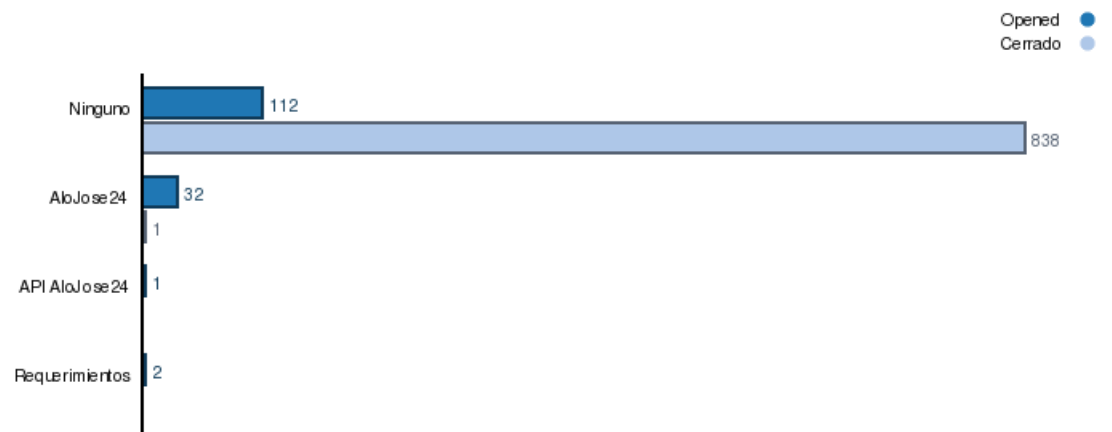 Opened
Cerrado
Ninguno
112
838
AloJose24
32
1
API AloJose24
1
Requerimientos
2